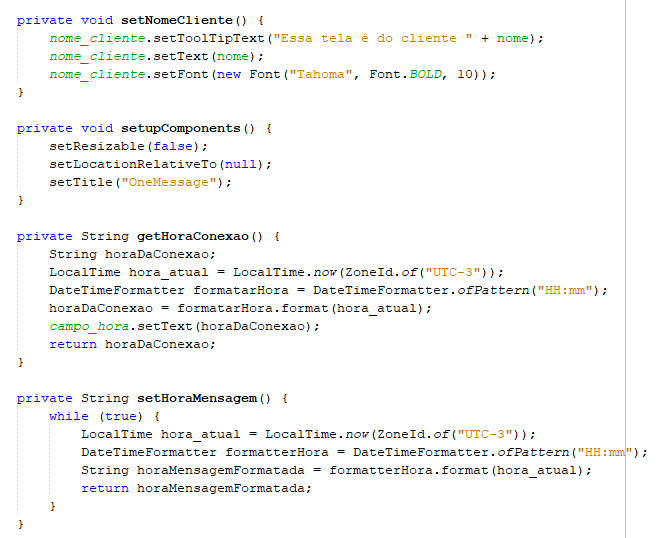 private void setNomeCliente() {
    nome_cliente.setToolTipText("Essa tela é do cliente " + nome);
    nome_cliente.setText(nome);
    nome_cliente.setFont(new Font("Tahoma", Font.BOLD, 10));
}
private void setupComponents() {
    setResizable(false);
    setLocationRelativeTo(null);
    setTitle("OneMessage");
}
private String getHoraConexao() {
    String horaDaConexao;
    LocalTime hora_atual = LocalTime.now(ZoneId.of("UTC-3"));
    DateTimeFormatter formatarHora = DateTimeFormatter.ofPattern("HH:mm");
    horaDaConexao = formatarHora.format(hora_atual);
    campo_hora.setText(horaDaConexao);
    return horaDaConexao;
}
private String setHoraMensagem() {
    while (true) {
        LocalTime hora_atual = LocalTime.now(ZoneId.of("UTC-3"));
        DateTimeFormatter formatterHora = DateTimeFormatter.ofPattern("HH:mm");
        String horaMensagemFormatada = formatterHora.format(hora_atual);
        return horaMensagemFormatada;
    }
}